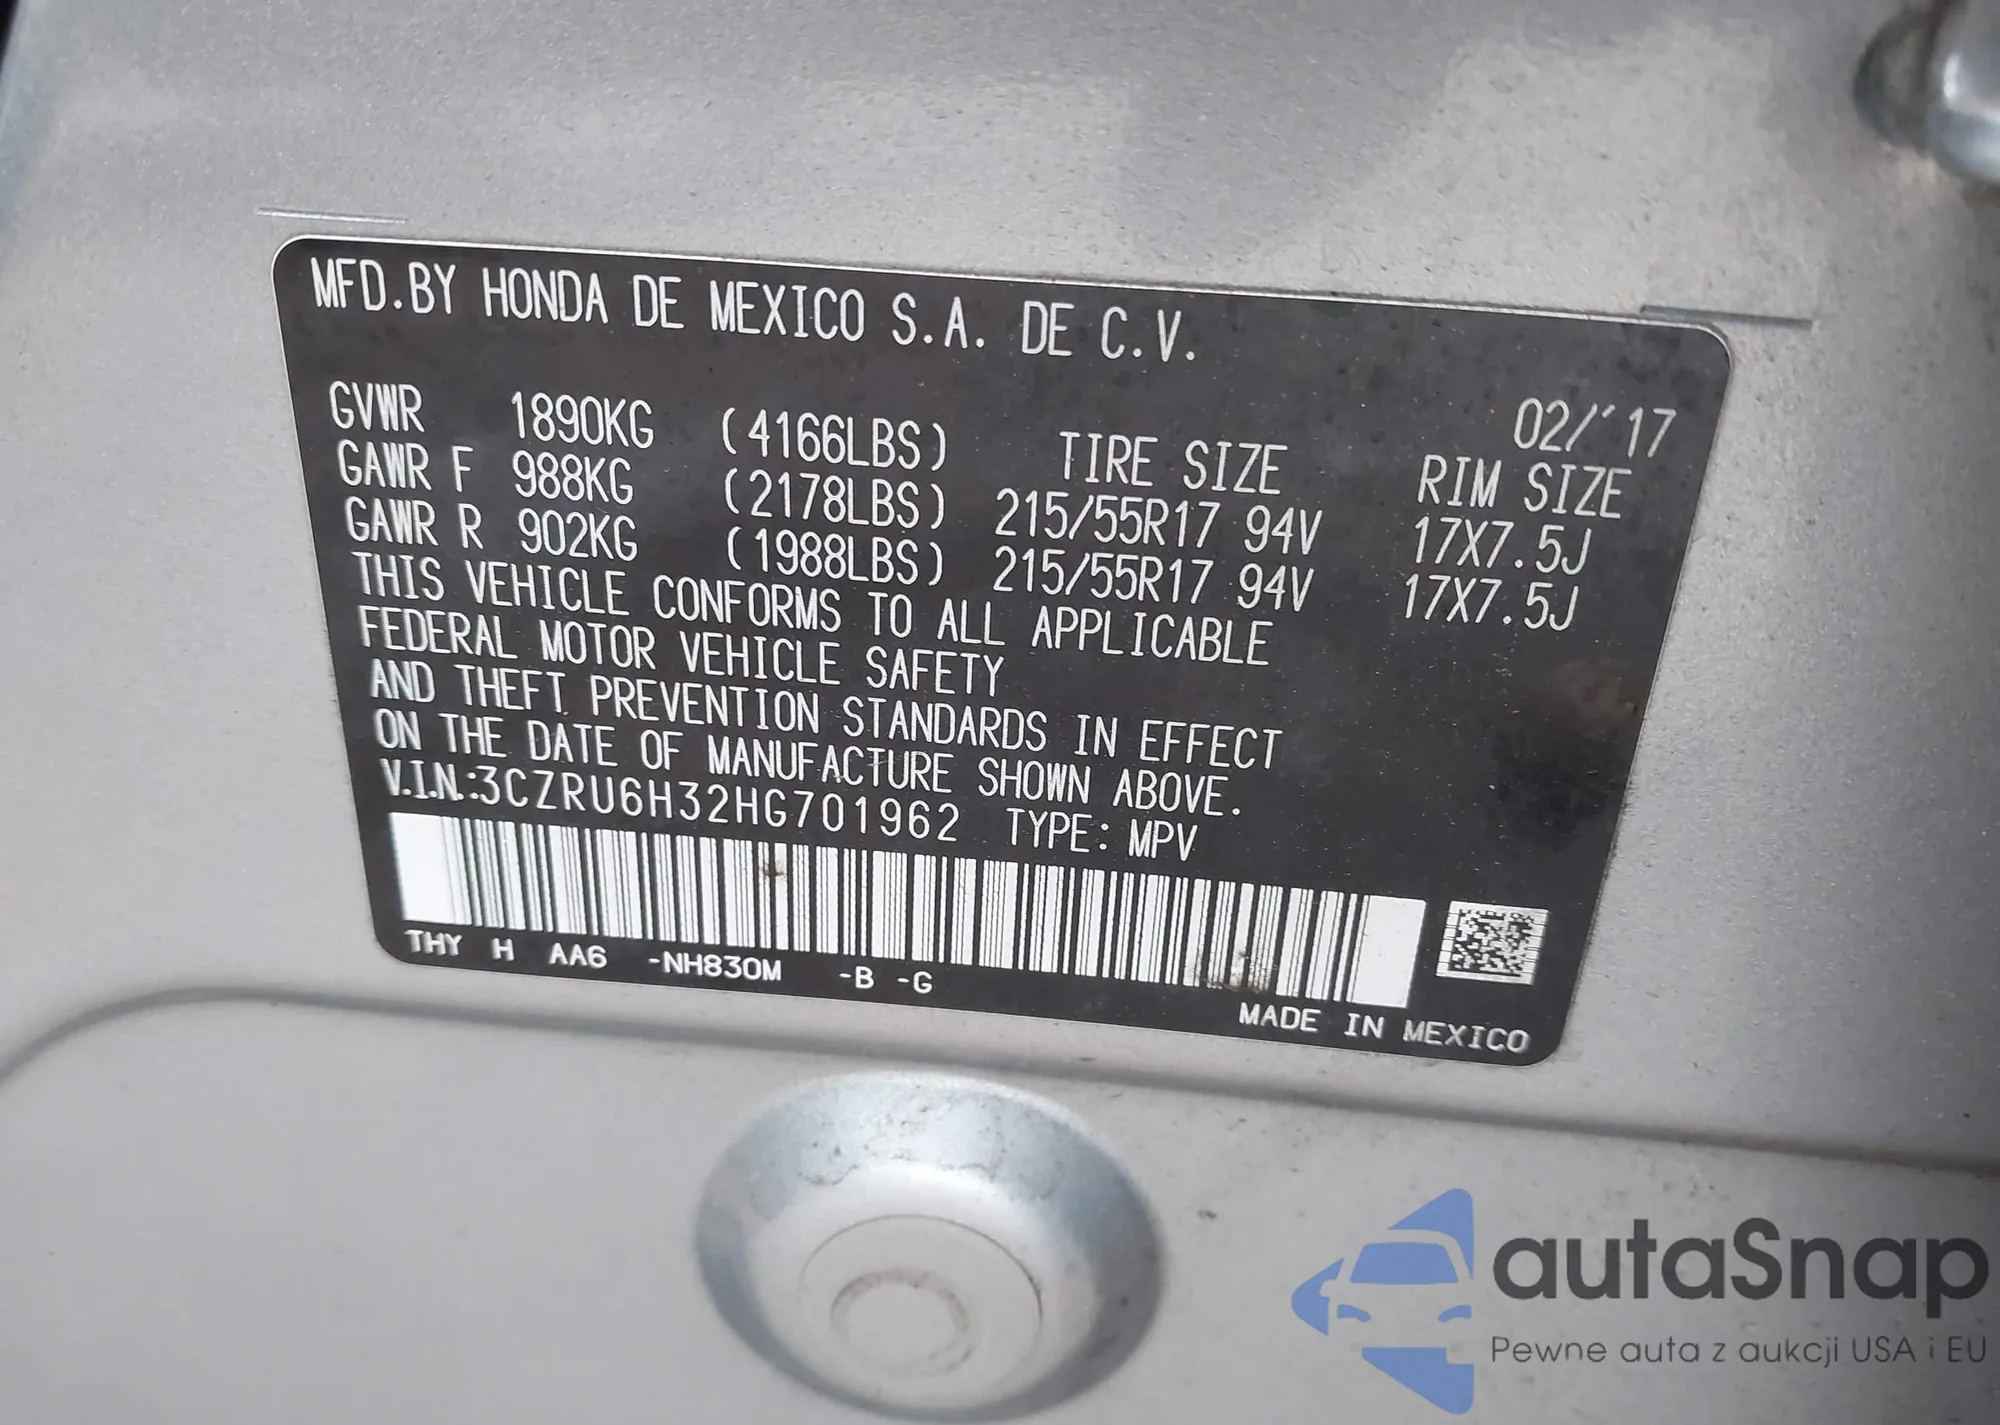 MFD.BY HONDA DE MEXICO S.A. DE C.V.
02/'17
GVWR 1890KG (4166LBS) TIRE SIZE RIM SIZE
GAWR F 988KG (2178LBS) 215/55R17 94V 17X7.5J
GAWR R 902KG (1988LBS) 215/55R17 94V 17X7.5J
THIS VEHICLE CONFORMS TO ALL APPLICABLE
FEDERAL MOTOR VEHICLE SAFETY
AND THEFT PREVENTION STANDARDS IN EFFECT
ON THE DATE OF MANUFACTURE SHOWN ABOVE.
V.I.N.:3CZRU6H32HG701962 TYPE: MPV
THY H AA6 -NH830M -B -G
MADE IN MEXICO
autaSnap
Pewne auta z aukcji USA i EU